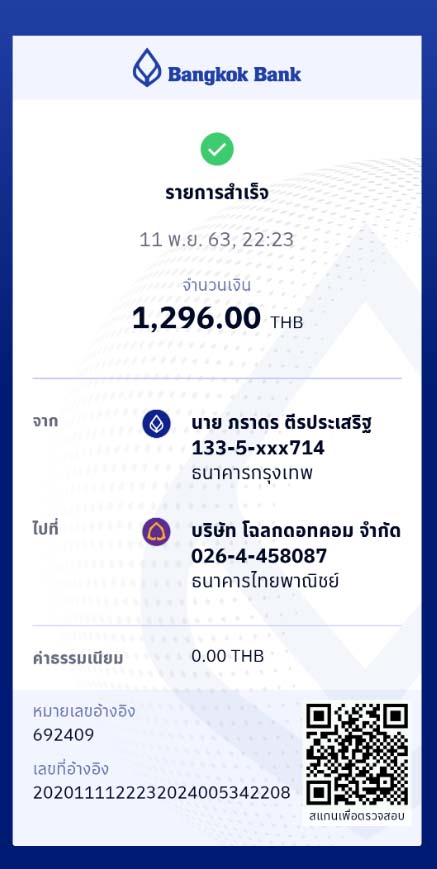 Bangkok Bank
รายการสำเร็จ
11 พ.ย. 63, 22:23
จำนวนเงิน
1,296.00 THB
จาก
นาย ภราดร ตีรประเสริฐ
133-5-xxx714
ธนาคารกรุงเทพ
ไปที่
บริษัท โฉลกดอทคอม จำกัด
026-4-458087
ธนาคารไทยพาณิชย์
ค่าธรรมเนียม 0.00 THB
หมายเลขอ้างอิง
692409
เลขที่อ้างอิง
2020111122232024005342208
สแกนเพื่อตรวจสอบ